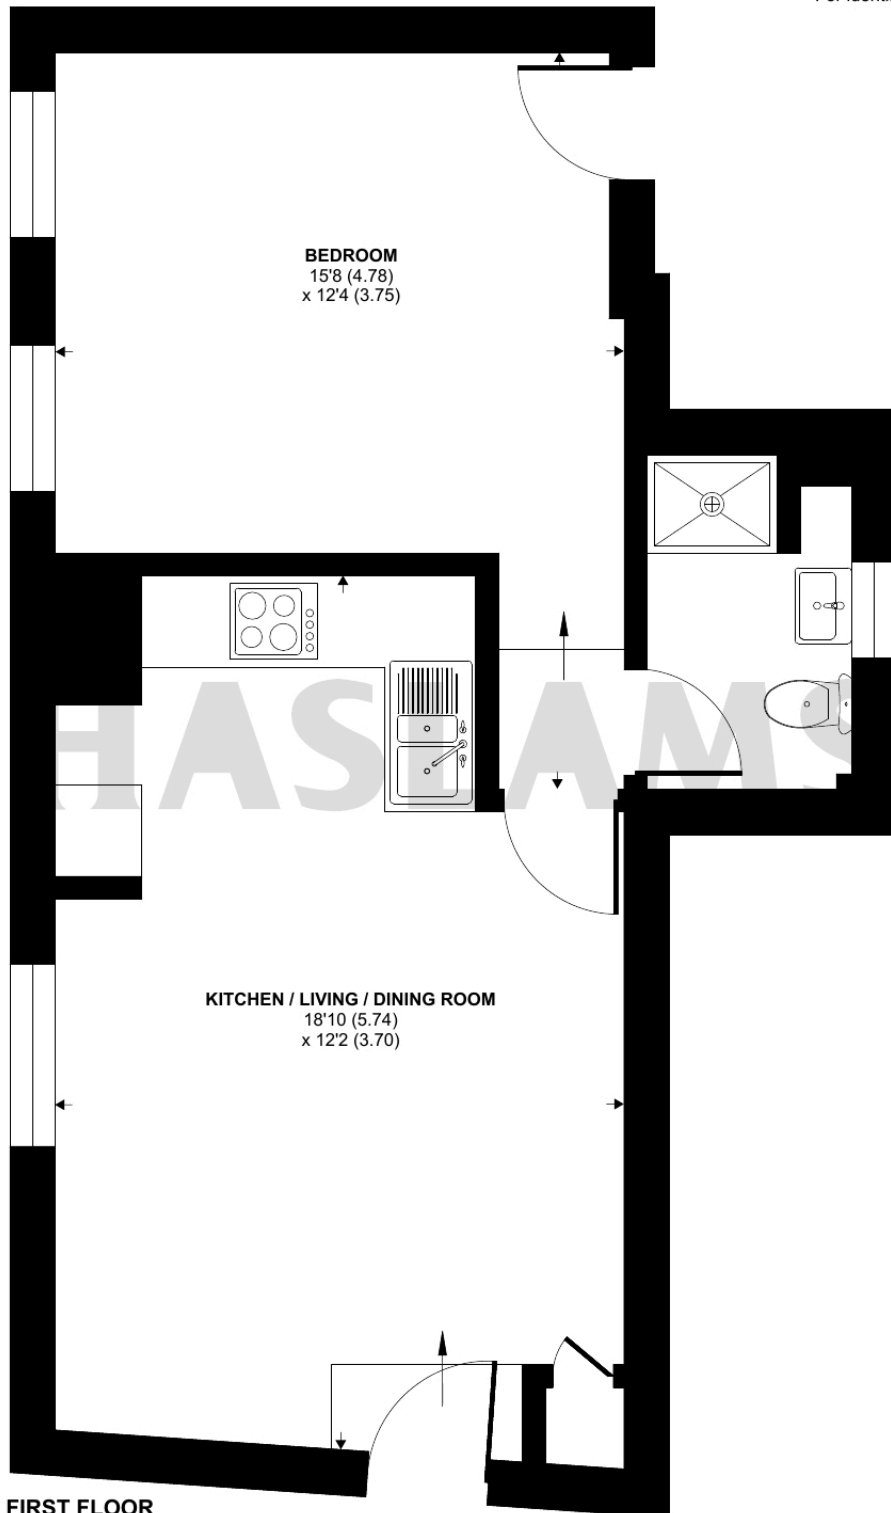 BEDROOM
15'8 (4.78)
x 12'4 (3.75)
HASLAMS
KITCHEN / LIVING / DINING ROOM
18'10 (5.74)
x 12'2 (3.70)
FIRST FLOOR